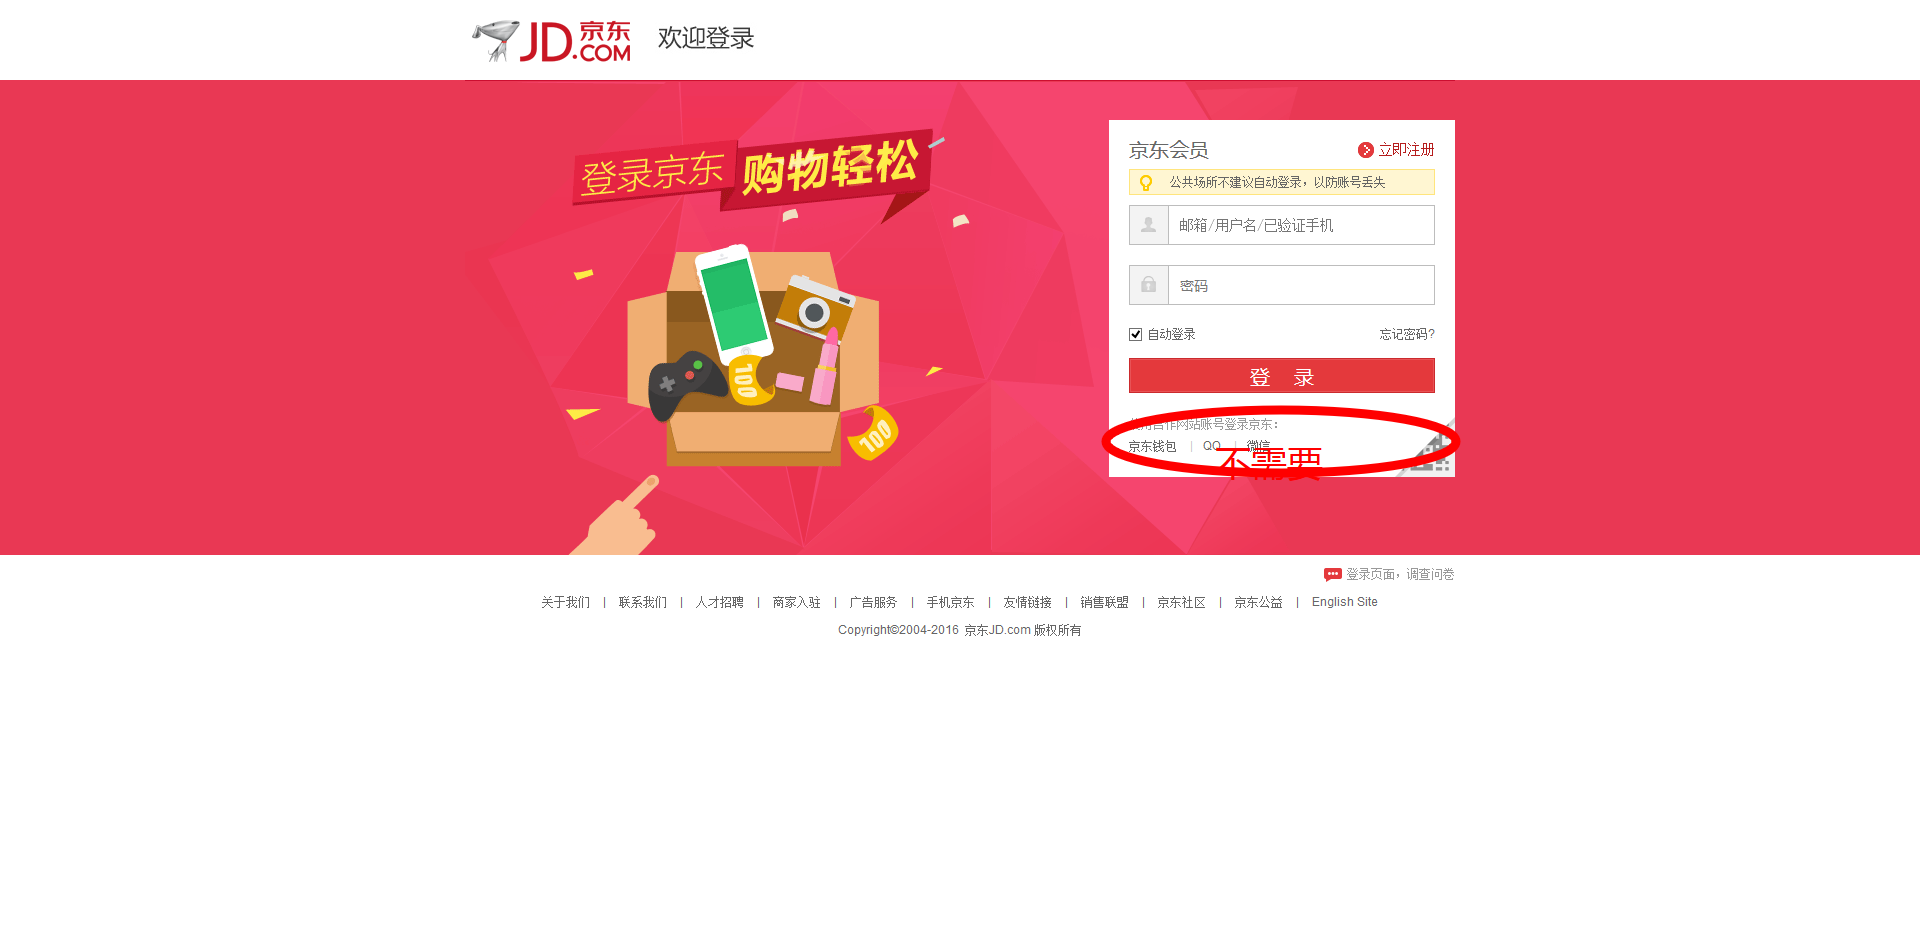 JD.COM 京东
欢迎登录
登录京东 购物轻松
100
100
京东会员
立即注册
公共场所不建议自动登录，以防账号丢失
邮箱/用户名/已验证手机
密码
自动登录
忘记密码?
登 录
使用合作网站账号登录京东：
京东钱包 | QQ | 微信
不需要
登录页面，调查问卷
关于我们 | 联系我们 | 人才招聘 | 商家入驻 | 广告服务 | 手机京东 | 友情链接 | 销售联盟 | 京东社区 | 京东公益 | English Site
Copyright©2004-2016 京东JD.com 版权所有